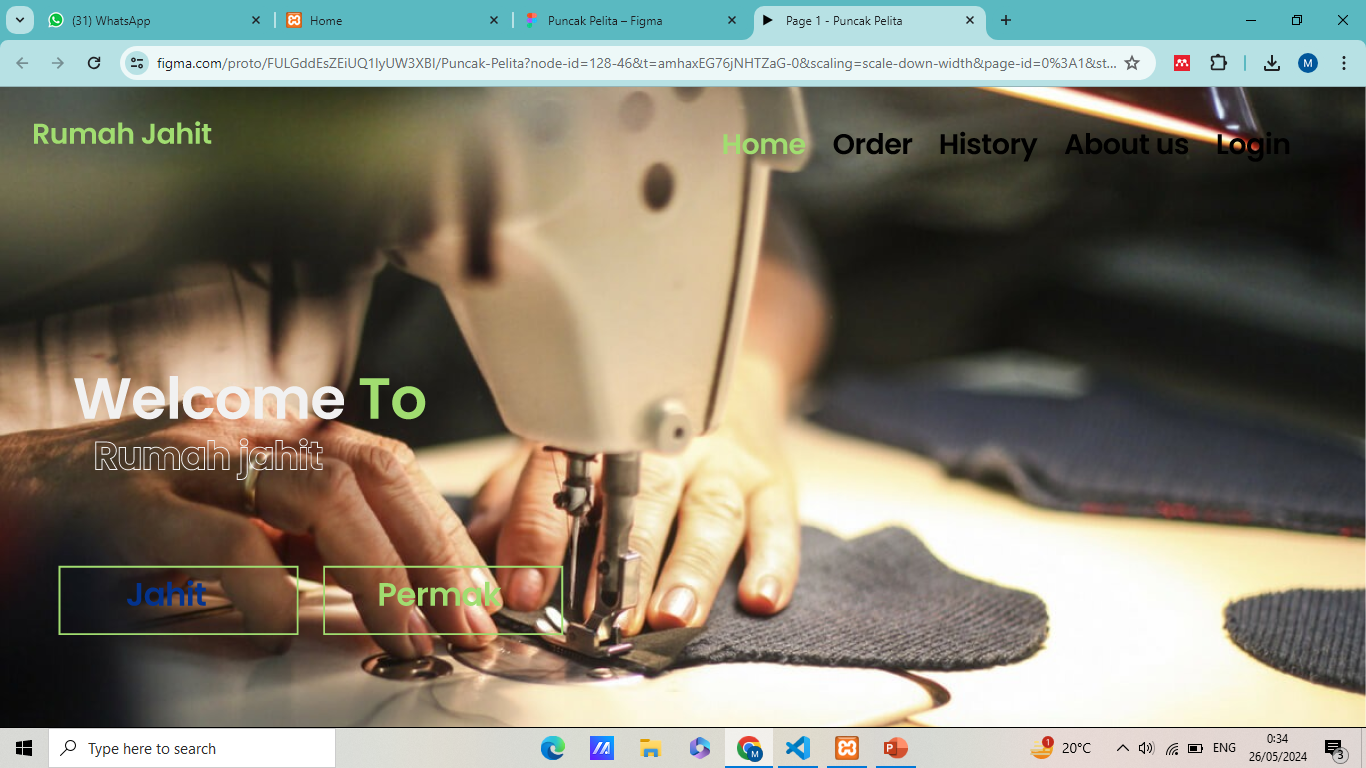 (31) WhatsApp
Home
Puncak Pelita – Figma
Page 1 - Puncak Pelita
figma.com/proto/FULGddEsZEiUQ1IyUW3XBI/Puncak-Pelita?node-id=128-46&t=amhaxEG76jNHTZaG-0&scaling=scale-down-width&page-id=0%3A1&st...
M
Rumah Jahit
Home Order History About us Login
Welcome To
Rumah jahit
Jahit
Permak
Type here to search
M
1
20°C
ENG
0:34
26/05/2024
3